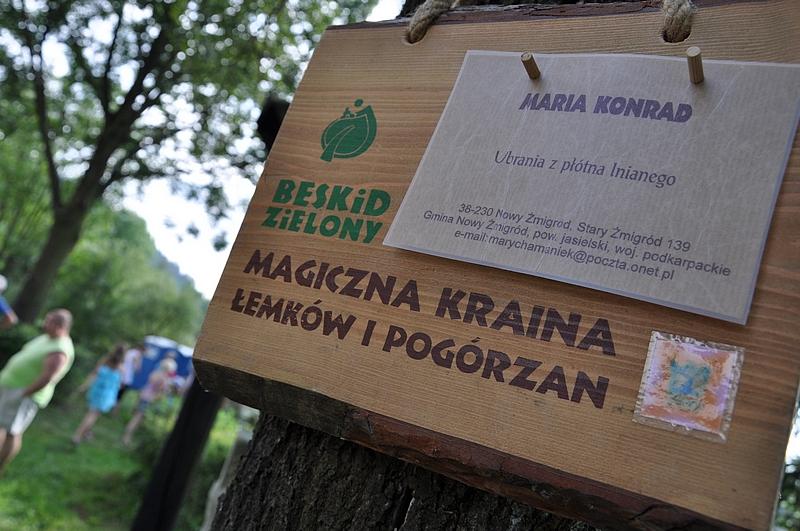 BESKiD
ZiELONY
MARIA KONRAD
Ubrania z płótna lnianego
38-230 Nowy Żmigród, Stary Żmigród 139
Gmina Nowy Żmigród, pow. jasielski, woj. podkarpackie
e-mail:marychamaniek@poczta.onet.pl
MAGICZNA KRAINA
ŁEMKÓW I POGÓRZAN